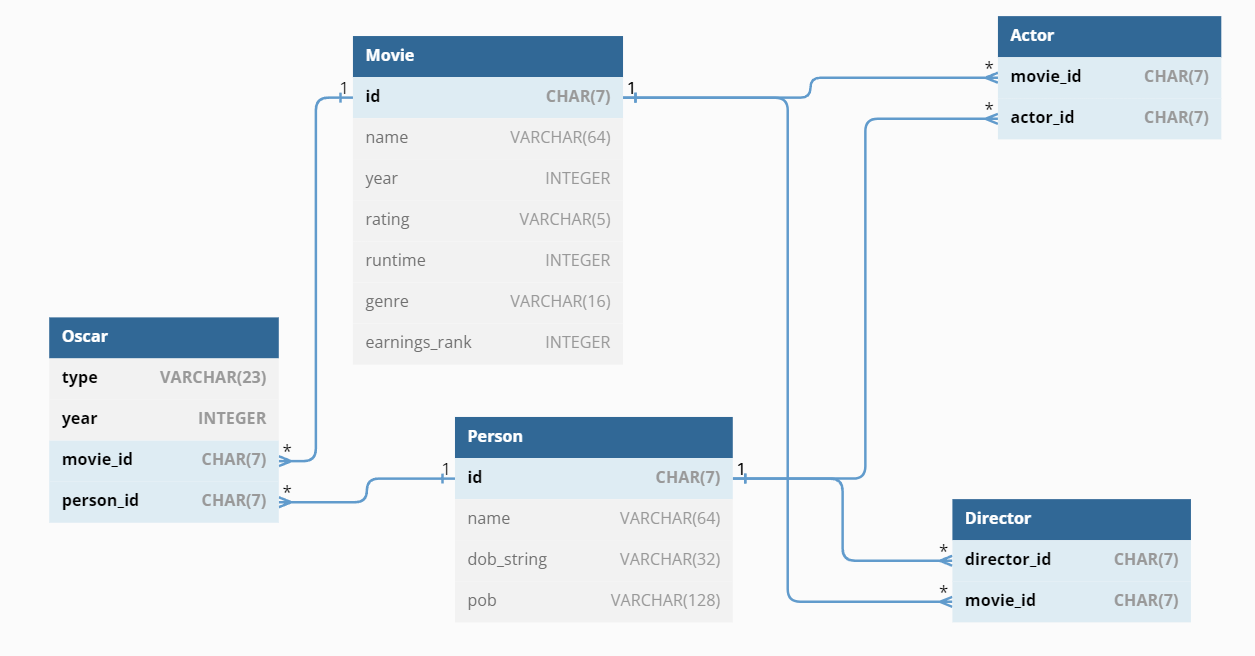 Movie
1 id CHAR(7) 1
name VARCHAR(64)
year INTEGER
rating VARCHAR(5)
runtime INTEGER
genre VARCHAR(16)
earnings_rank INTEGER
Actor
* movie_id CHAR(7)
* actor_id CHAR(7)
Oscar
type VARCHAR(23)
year INTEGER
movie_id CHAR(7) *
person_id CHAR(7) *
Person
1 id CHAR(7) 1
name VARCHAR(64)
dob_string VARCHAR(32)
pob VARCHAR(128)
Director
* director_id CHAR(7)
* movie_id CHAR(7)